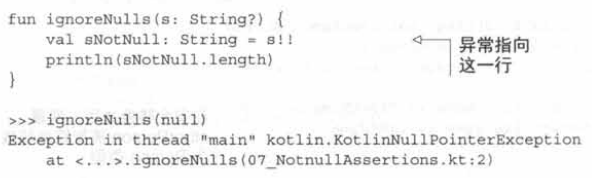 fun ignoreNulls(s: String?) {
    val sNotNull: String = s!!
    println(sNotNull.length)
}
异常指向
这一行
>>> ignoreNulls(null)
Exception in thread "main" kotlin.KotlinNullPointerException
    at <...>.ignoreNulls(07_NotnullAssertions.kt:2)